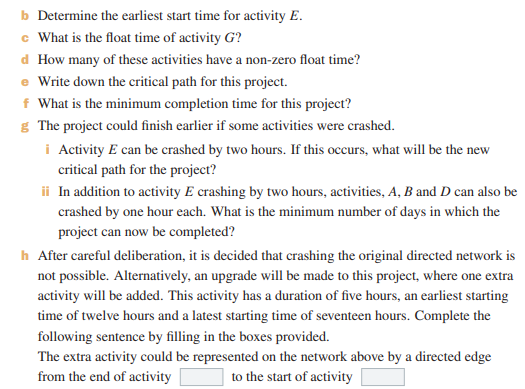 b Determine the earliest start time for activity E.
c What is the float time of activity G?
d How many of these activities have a non-zero float time?
e Write down the critical path for this project.
f What is the minimum completion time for this project?
g The project could finish earlier if some activities were crashed.
i Activity E can be crashed by two hours. If this occurs, what will be the new
critical path for the project?
ii In addition to activity E crashing by two hours, activities, A, B and D can also be
crashed by one hour each. What is the minimum number of days in which the
project can now be completed?
h After careful deliberation, it is decided that crashing the original directed network is
not possible. Alternatively, an upgrade will be made to this project, where one extra
activity will be added. This activity has a duration of five hours, an earliest starting
time of twelve hours and a latest starting time of seventeen hours. Complete the
following sentence by filling in the boxes provided.
The extra activity could be represented on the network above by a directed edge
from the end of activity to the start of activity